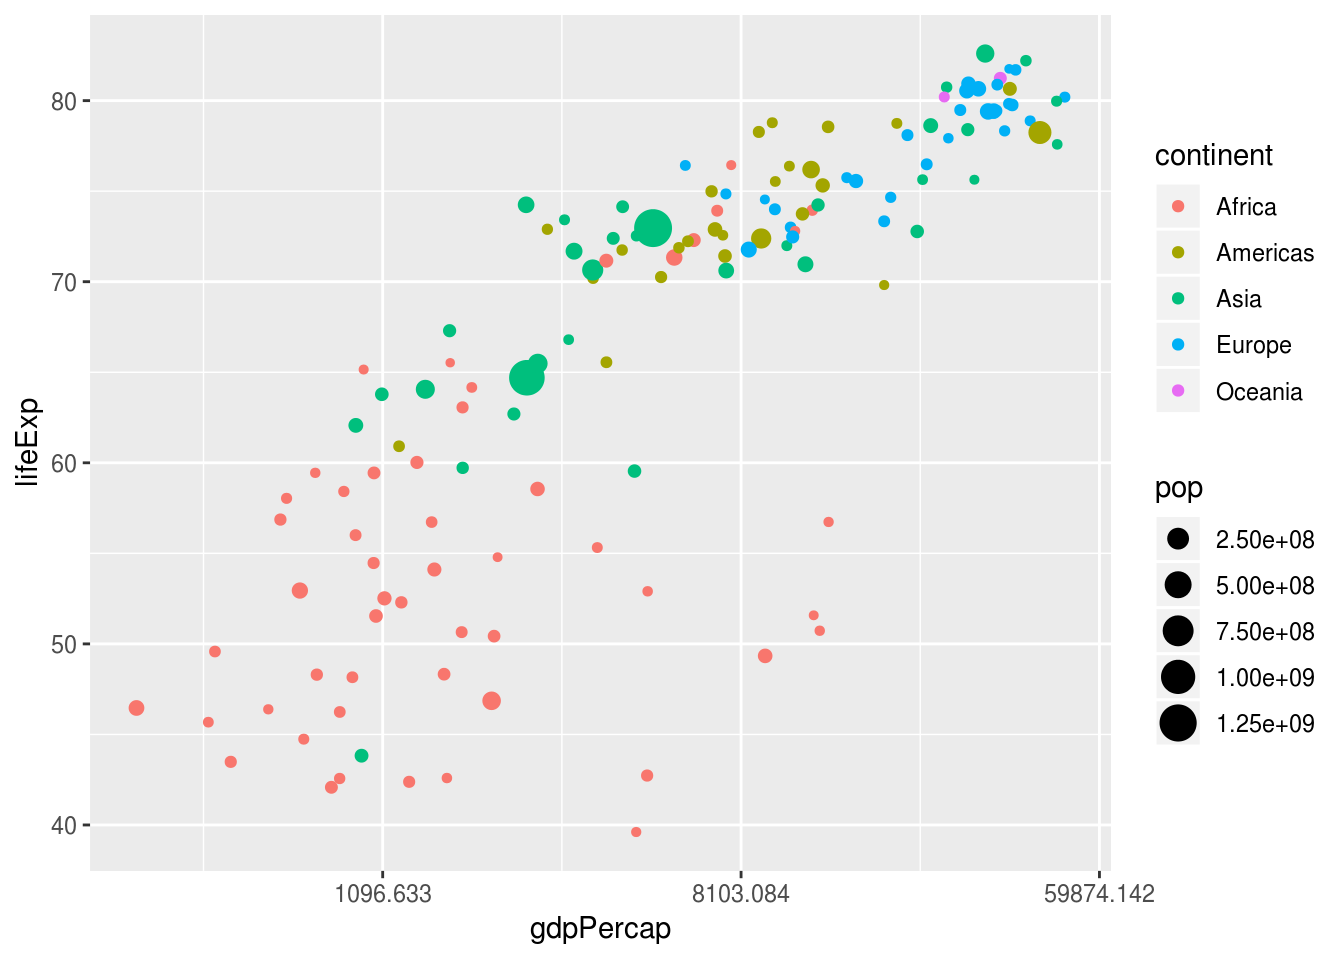 80
70
60
50
40
lifeExp
1096.633
8103.084
59874.142
gdpPercap
continent
Africa
Americas
Asia
Europe
Oceania
pop
2.50e+08
5.00e+08
7.50e+08
1.00e+09
1.25e+09